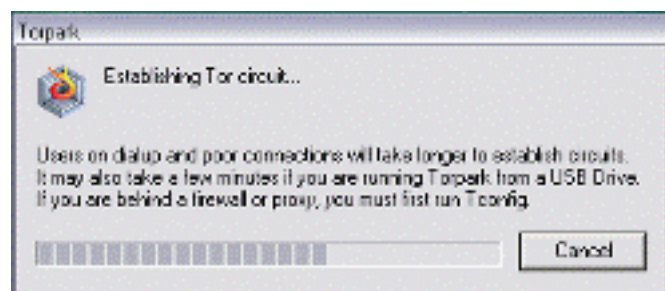 Torpark
Establishing Tor circuit...
Users on dialup and poor connections will take longer to establish circuits.
It may also take a few minutes if you are running Torpark from a USB Drive.
If you are behind a firewall or proxy, you must first run Tconfig.
Cancel